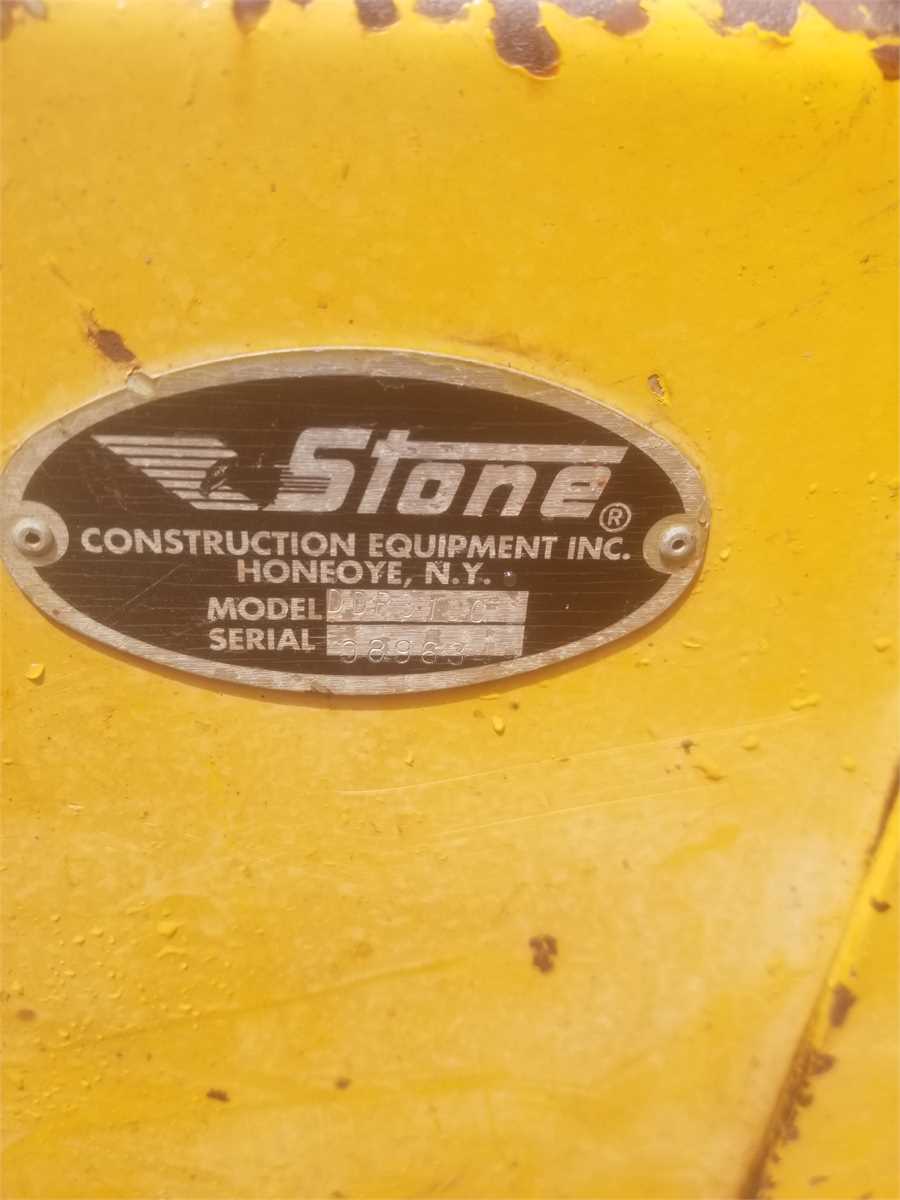 Stone®
CONSTRUCTION EQUIPMENT INC.
HONEOYE, N.Y.
MODEL
SERIAL